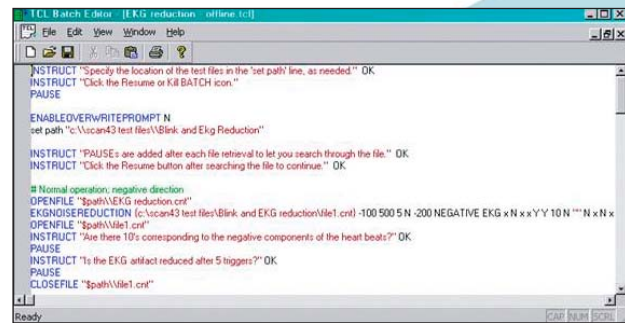 TCL Batch Editor - [EKG reduction - offline.tcl]
File Edit View Window Help
INSTRUCT "Specify the location of the test files in the 'set path' line, as needed." OK
INSTRUCT "Click the Resume or Kill BATCH icon."
PAUSE
ENABLEOVERWRITEPROMPT N
set path "c:\\scan43 test files\\Blink and Ekg Reduction"
INSTRUCT "PAUSEs are added after each file retrieval to let you search through the file." OK
INSTRUCT "Click the Resume button after searching the file to continue." OK
# Normal operation; negative direction
OPENFILE "$path\\EKG reduction.cnt"
EKGNOISEREDUCTION {c:\scan43 test files\Blink and EKG reduction\file1.cnt} -100 500 5 N -200 NEGATIVE EKG x N x x Y Y 10 N "" N x N x
OPENFILE "$path\\file1.cnt"
INSTRUCT "Are there 10's corresponding to the negative components of the heart beats?" OK
PAUSE
INSTRUCT "Is the EKG artifact reduced after 5 triggers?" OK
PAUSE
CLOSEFILE "$path\\file1.cnt"
Ready CAP NUM SCRL